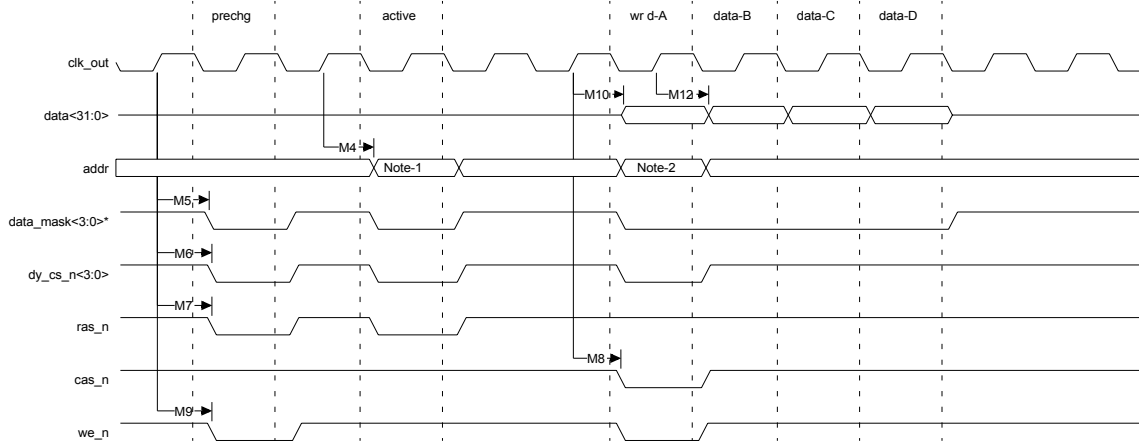 prechg active wr d-A data-B data-C data-D
clk_out
M10 M12
data<31:0>
M4
addr Note-1 Note-2
M5
data_mask<3:0>*
M6
dy_cs_n<3:0>
M7
ras_n
M8
cas_n
M9
we_n